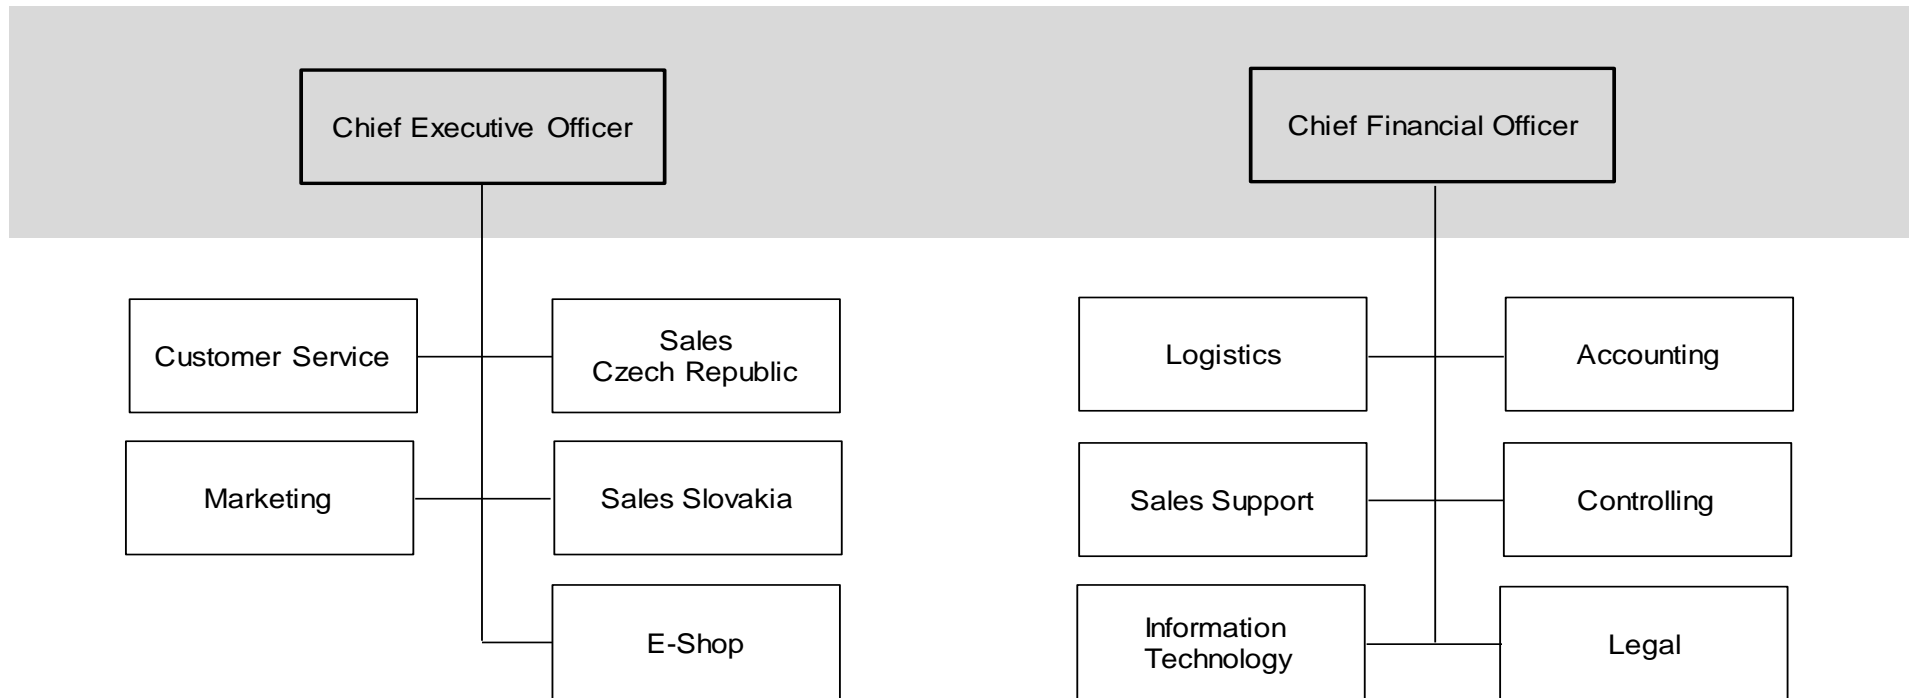 Chief Executive Officer
Chief Financial Officer
Customer Service
Sales
Czech Republic
Logistics
Accounting
Marketing
Sales Slovakia
Sales Support
Controlling
E-Shop
Information
Technology
Legal